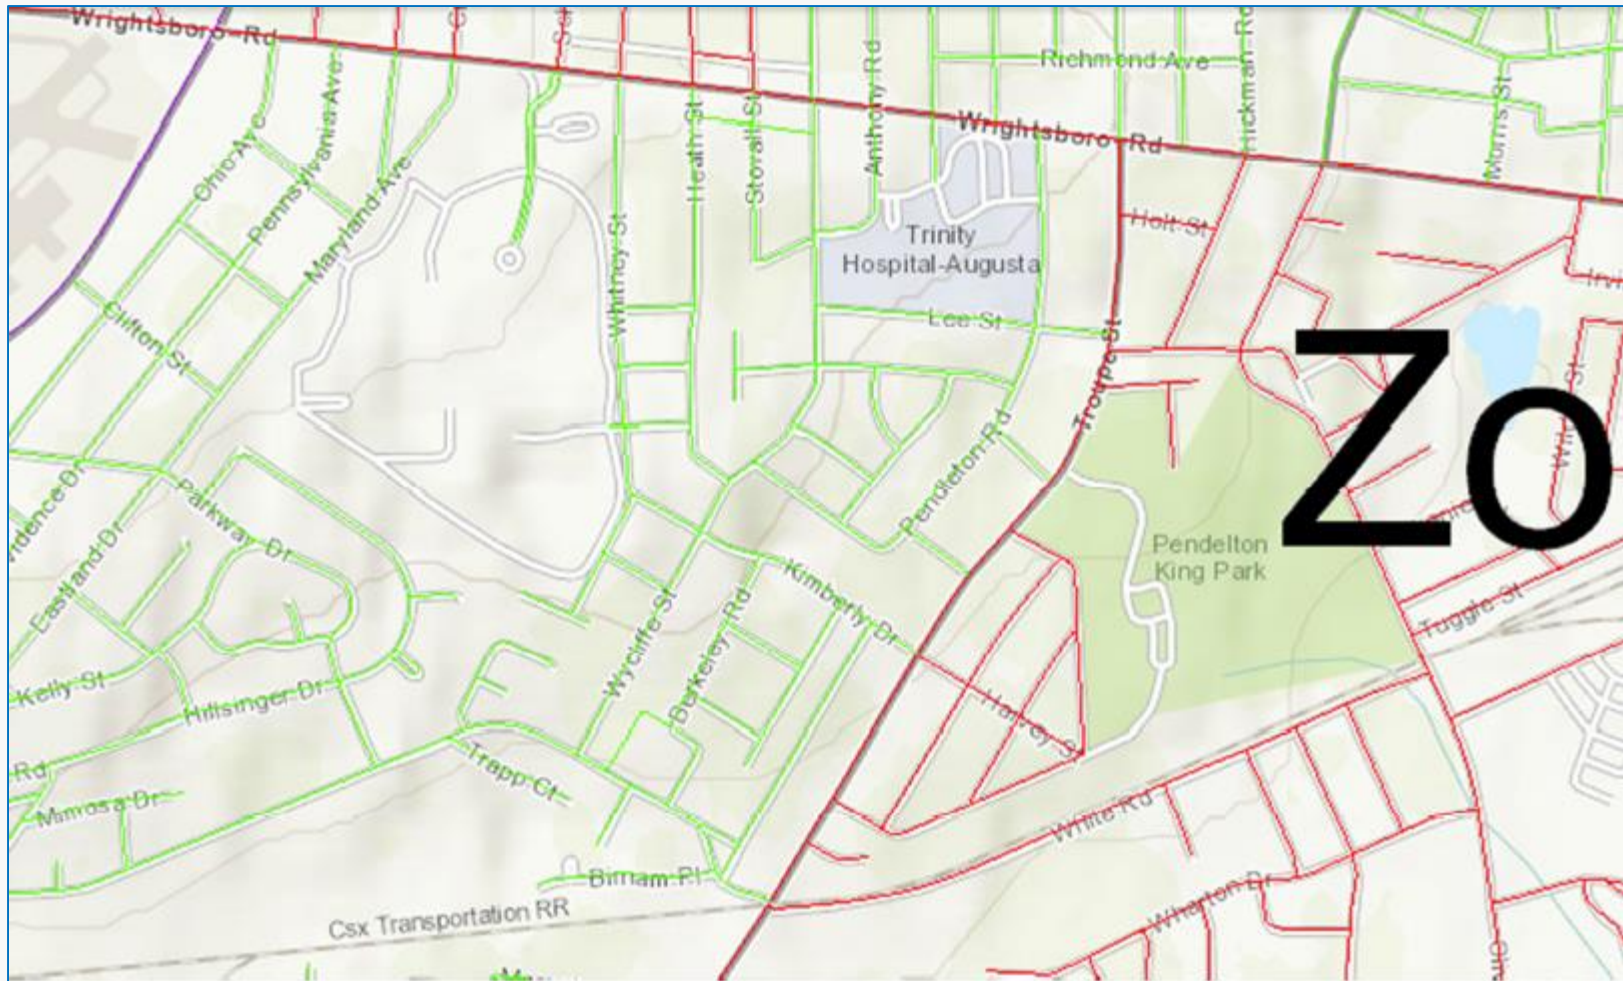 Wrightsboro Rd
Richmond Ave
Hickman Rd
Anthony Rd
Wrightsboro Rd
Morris St
Ohio Ave
Pennsylvania Ave
Maryland Ave
Heath St
Stovall St
Whitney St
Trinity
Hospital-Augusta
Holt St
Clifton St
Lee St
Troupe St
Zo
Parkway Dr
Eastland Dr
Pendleton Rd
Pendelton
King Park
Kimberly Dr
Wycliffe St
Berkeley Rd
Tuggle St
Kelly St
Hillsinger Dr
Harvey St
Rd
Mimosa Dr
Trapp Ct
White Rd
Birnam Pl
Wharton Dr
Csx Transportation RR